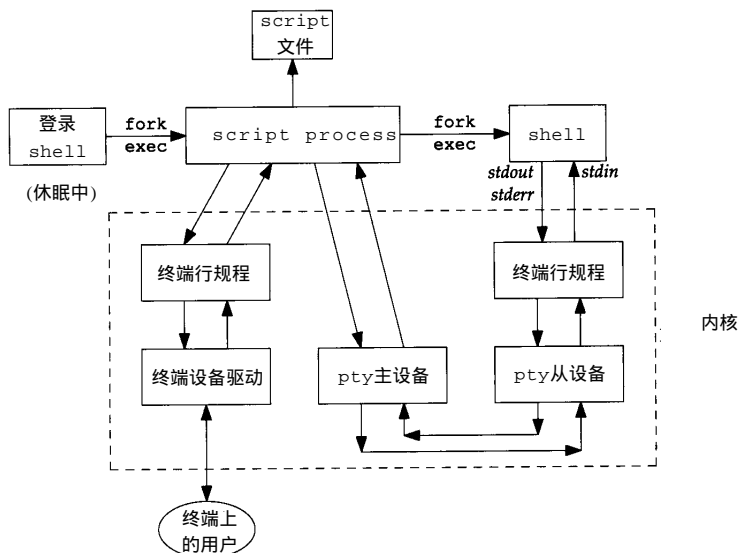 script
文件
登录
shell
fork
exec
script process
fork
exec
shell
(休眠中)
stdout
stderr
stdin
终端行规程
终端行规程
内核
终端设备驱动
pty主设备
pty从设备
终端上
的用户